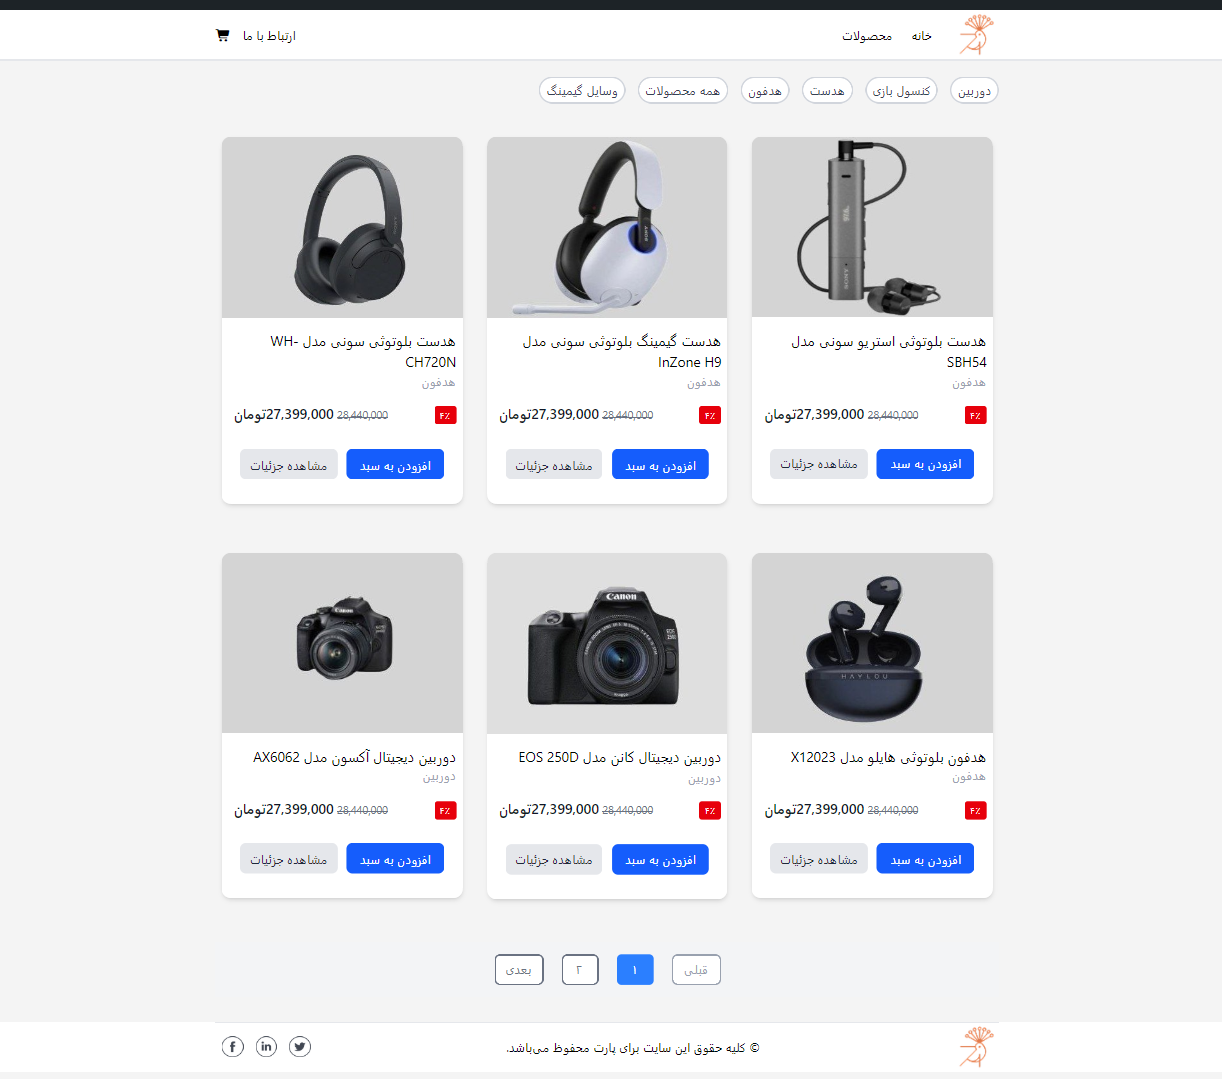 خانه
محصولات
ارتباط با ما
دوربین
کنسول بازی
هدست
هدفون
همه محصولات
وسایل گیمینگ
هدست بلوتوثی استریو سونی مدل
SBH54
هدفون
۴٪
28,440,000
27,399,000تومان
افزودن به سبد
مشاهده جزئیات
هدست گیمینگ بلوتوثی سونی مدل
InZone H9
هدفون
۴٪
28,440,000
27,399,000تومان
افزودن به سبد
مشاهده جزئیات
هدست بلوتوثی سونی مدل WH-
CH720N
هدفون
۴٪
28,440,000
27,399,000تومان
افزودن به سبد
مشاهده جزئیات
HAYLOU
هدفون بلوتوثی هایلو مدل X12023
هدفون
۴٪
28,440,000
27,399,000تومان
افزودن به سبد
مشاهده جزئیات
Canon
دوربین دیجیتال کانن مدل EOS 250D
دوربین
۴٪
28,440,000
27,399,000تومان
افزودن به سبد
مشاهده جزئیات
Canon
دوربین دیجیتال آکسون مدل AX6062
دوربین
۴٪
28,440,000
27,399,000تومان
افزودن به سبد
مشاهده جزئیات
قبلی
۱
۲
بعدی
© کلیه حقوق این سایت برای پارت محفوظ می‌باشد.